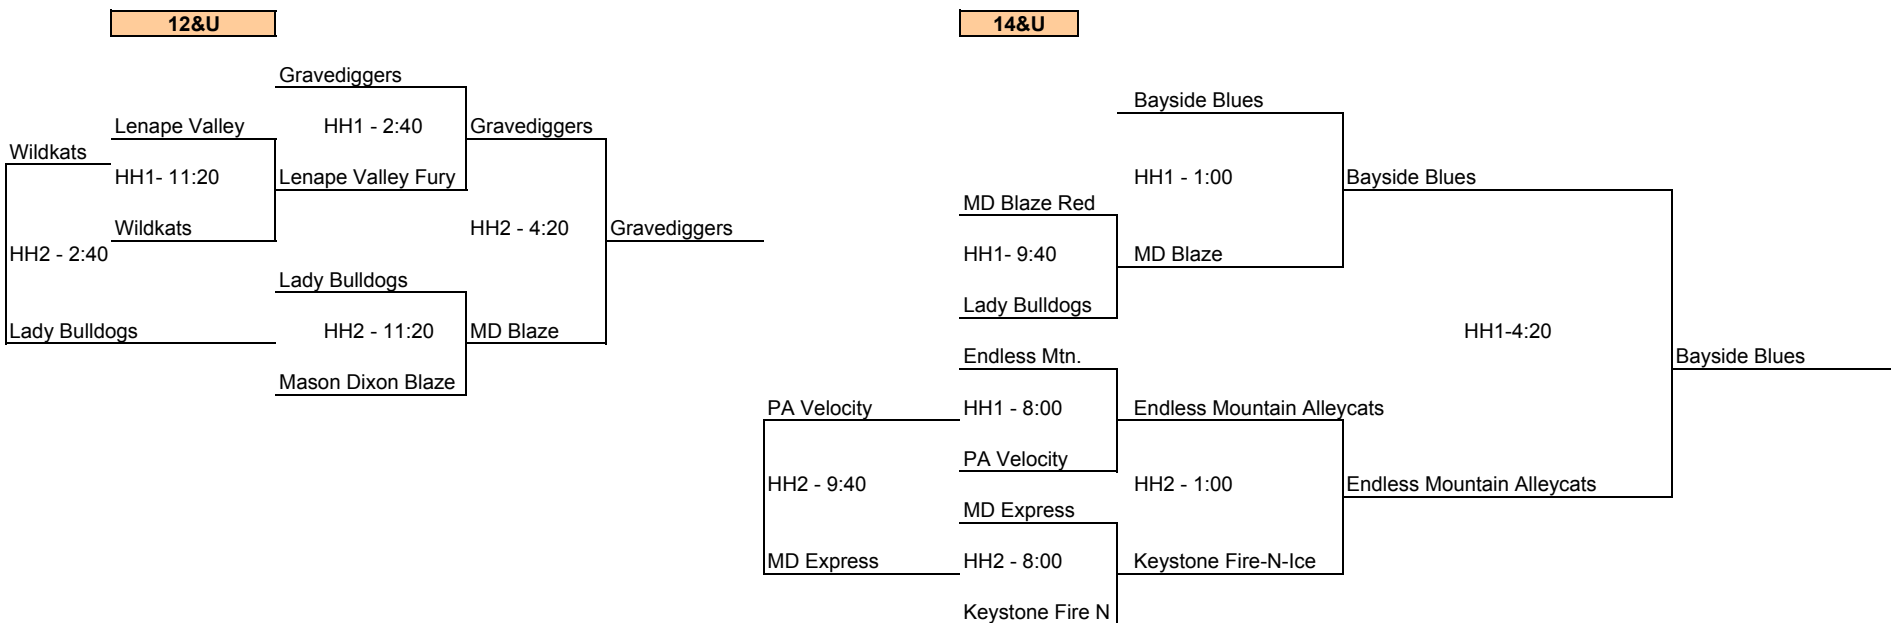 12&U
14&U
Gravediggers
Bayside Blues
Lenape Valley
HH1 - 2:40
Gravediggers
Wildkats
HH1- 11:20
Lenape Valley Fury
HH1 - 1:00
Bayside Blues
MD Blaze Red
Wildkats
HH2 - 4:20
Gravediggers
HH2 - 2:40
HH1- 9:40
MD Blaze
Lady Bulldogs
Lady Bulldogs
Lady Bulldogs
HH2 - 11:20
MD Blaze
HH1-4:20
Endless Mtn.
Bayside Blues
Mason Dixon Blaze
PA Velocity
HH1 - 8:00
Endless Mountain Alleycats
PA Velocity
HH2 - 9:40
HH2 - 1:00
Endless Mountain Alleycats
MD Express
MD Express
HH2 - 8:00
Keystone Fire-N-Ice
Keystone Fire N